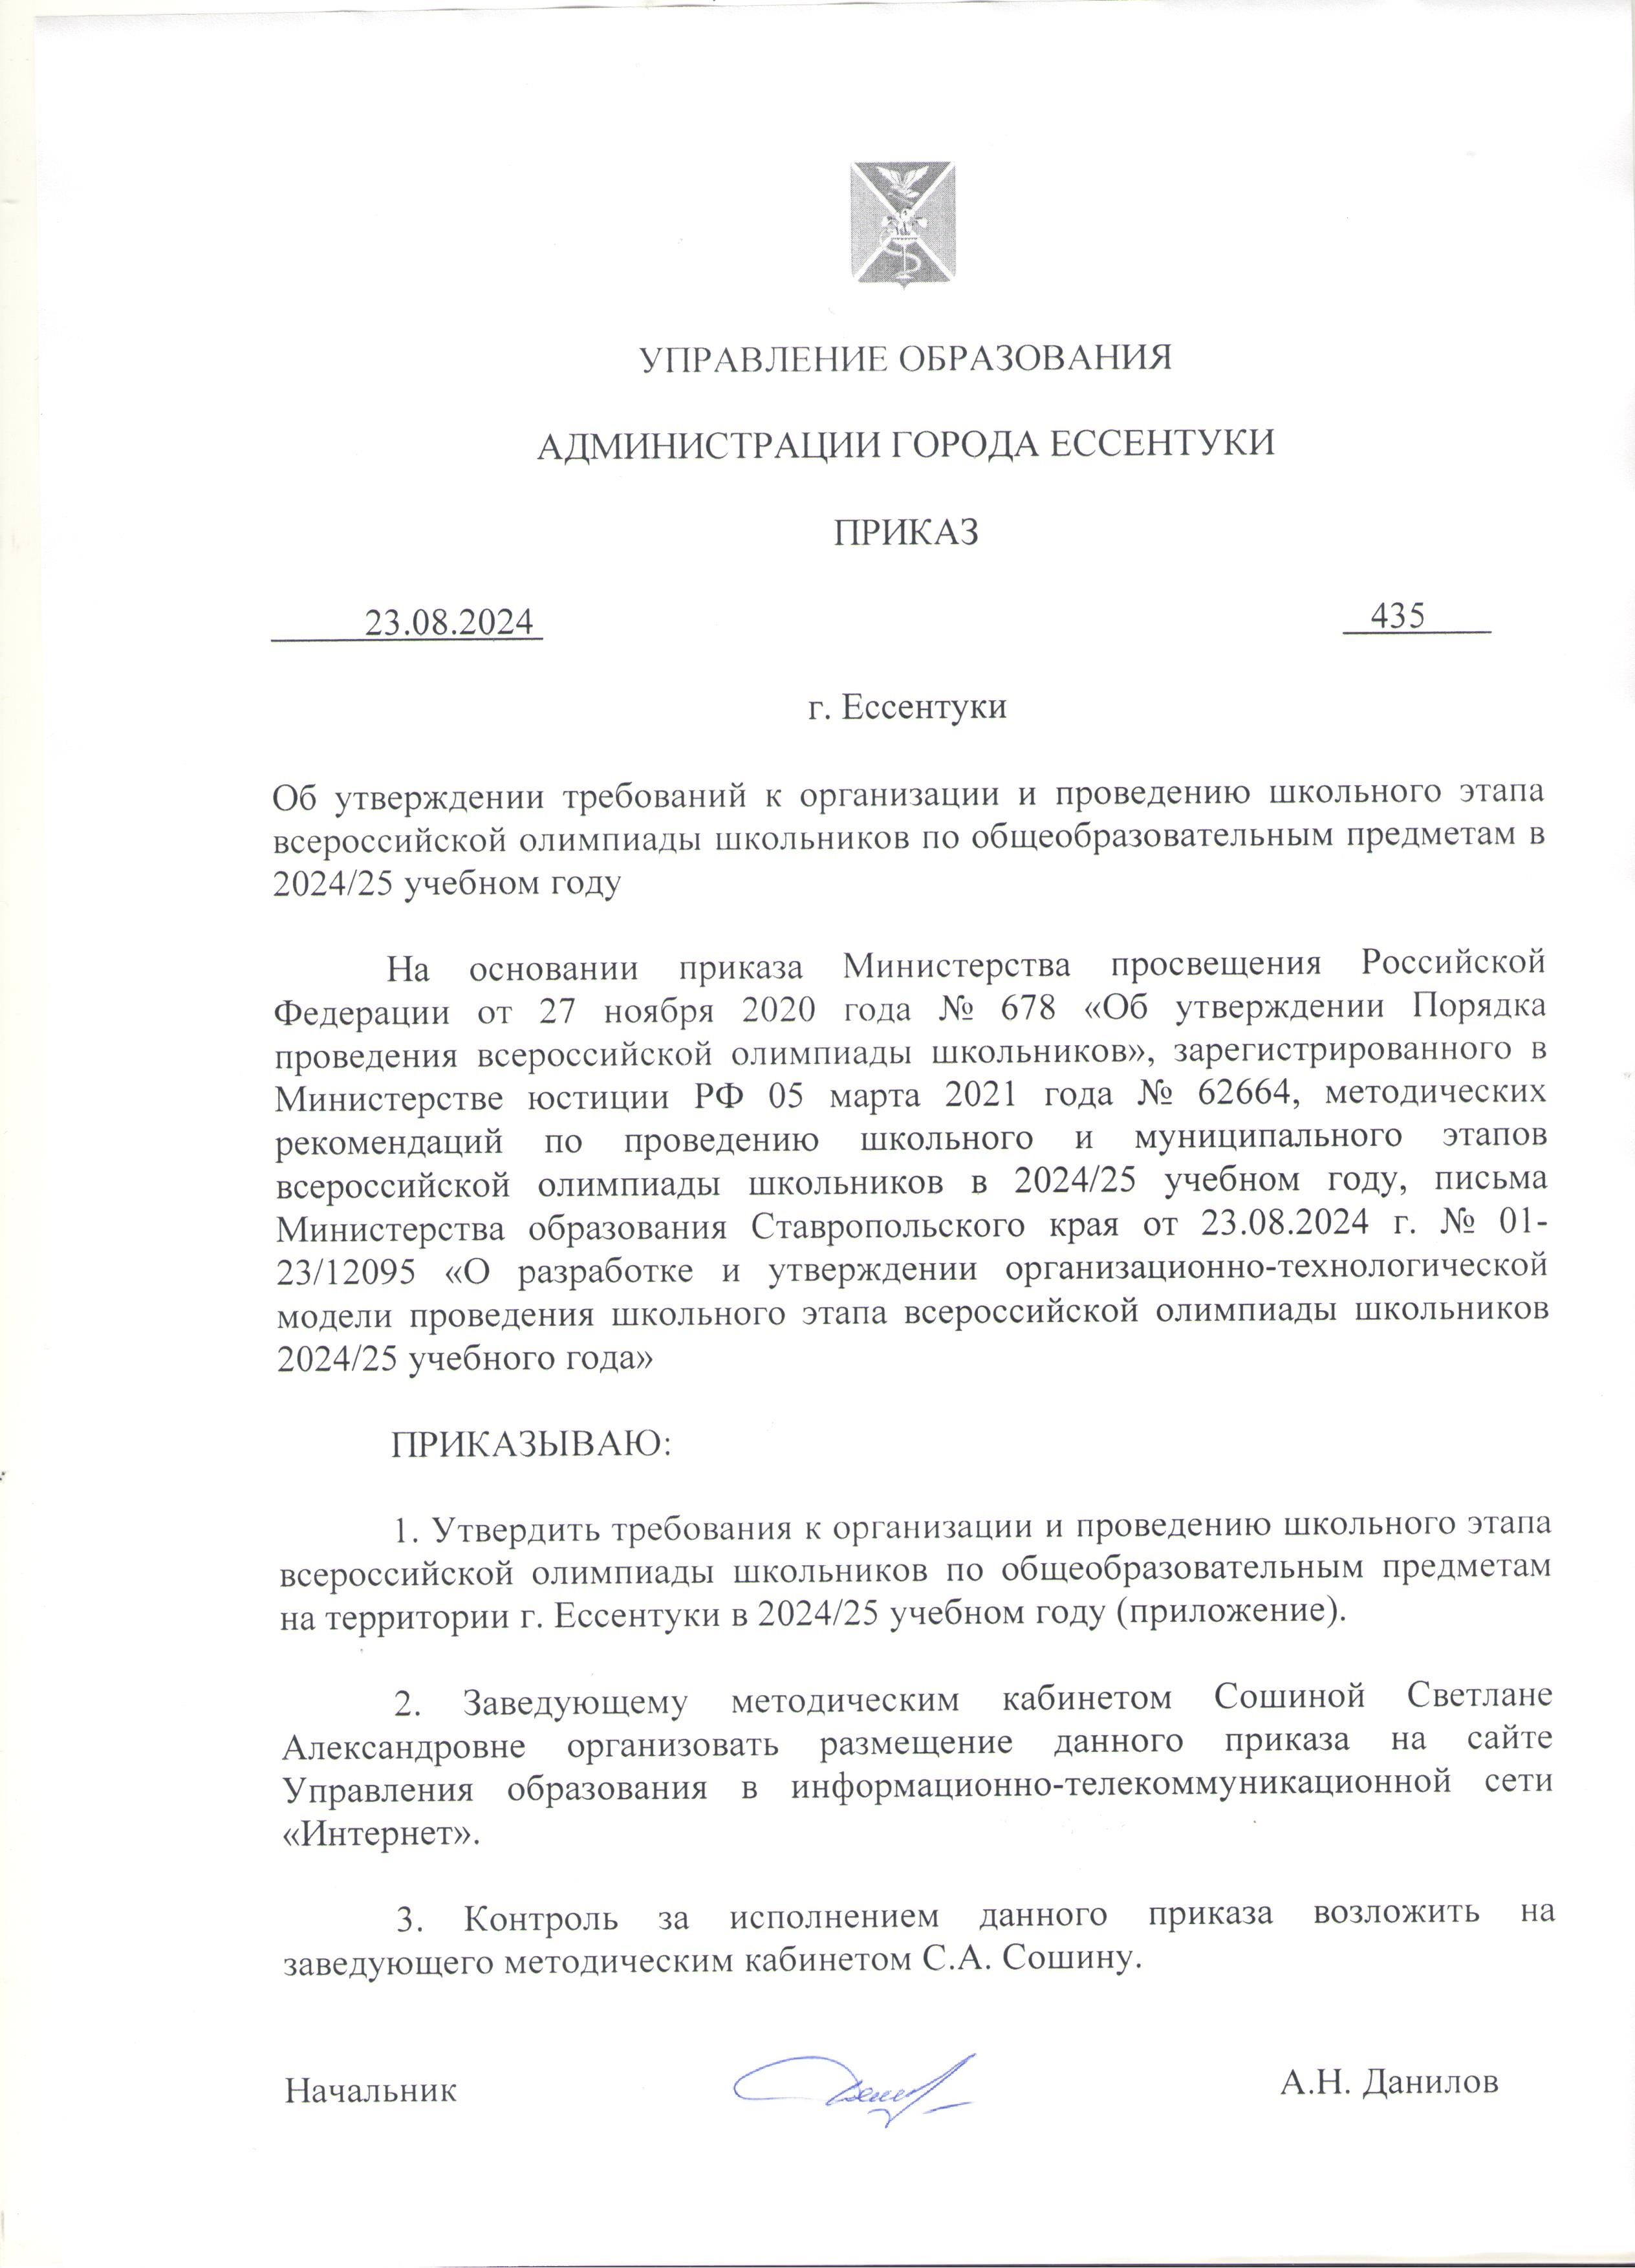 УПРАВЛЕНИЕ ОБРАЗОВАНИЯ
АДМИНИСТРАЦИИ ГОРОДА ЕССЕНТУКИ
ПРИКАЗ
23.08.2024 435
г. Ессентуки
Об утверждении требований к организации и проведению школьного этапа
всероссийской олимпиады школьников по общеобразовательным предметам в
2024/25 учебном году
На основании приказа Министерства просвещения Российской
Федерации от 27 ноября 2020 года № 678 «Об утверждении Порядка
проведения всероссийской олимпиады школьников», зарегистрированного в
Министерстве юстиции РФ 05 марта 2021 года № 62664, методических
рекомендаций по проведению школьного и муниципального этапов
всероссийской олимпиады школьников в 2024/25 учебном году, письма
Министерства образования Ставропольского края от 23.08.2024 г. № 01-
23/12095 «О разработке и утверждении организационно-технологической
модели проведения школьного этапа всероссийской олимпиады школьников
2024/25 учебного года»
ПРИКАЗЫВАЮ:
1. Утвердить требования к организации и проведению школьного этапа
всероссийской олимпиады школьников по общеобразовательным предметам
на территории г. Ессентуки в 2024/25 учебном году (приложение).
2. Заведующему методическим кабинетом Сошиной Светлане
Александровне организовать размещение данного приказа на сайте
Управления образования в информационно-телекоммуникационной сети
«Интернет».
3. Контроль за исполнением данного приказа возложить на
заведующего методическим кабинетом С.А. Сошину.
Начальник А.Н. Данилов